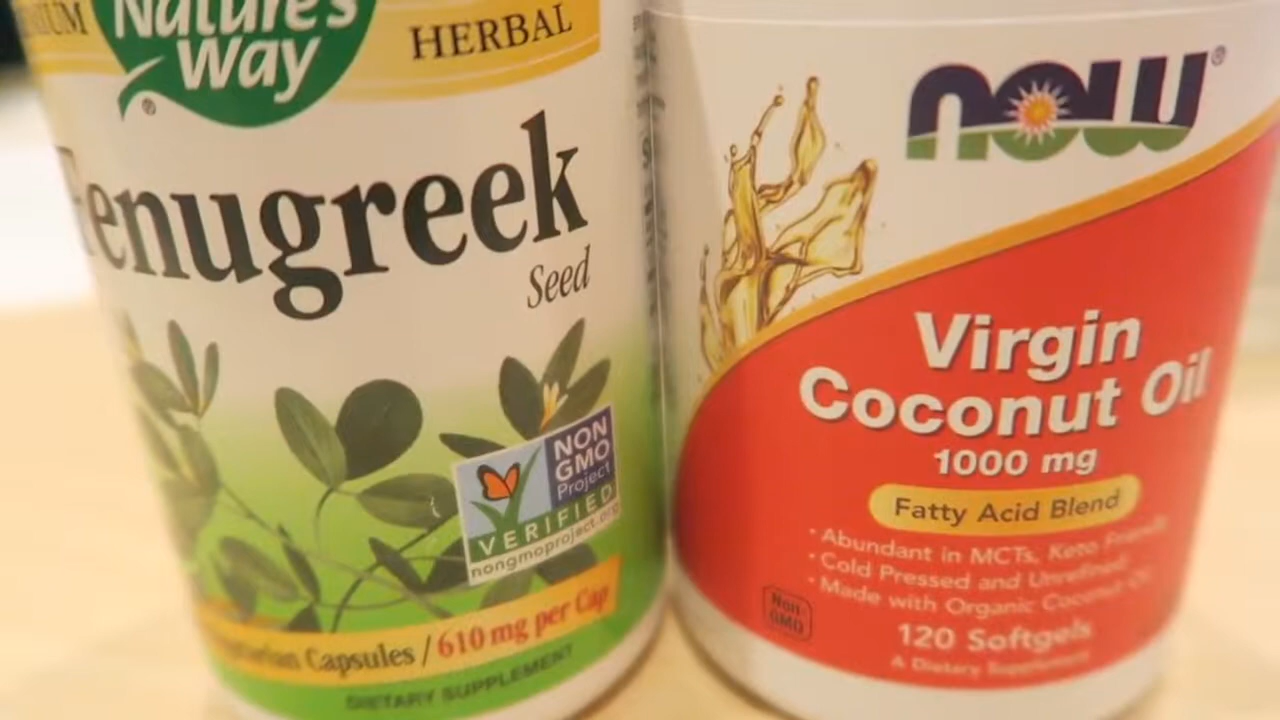 Nature's
Way
®
HERBAL
Fenugreek
Seed
NON
GMO
Project
VERIFIED
nongmoproject.org
Capsules / 610 mg per Cap
DIETARY SUPPLEMENT
NOW®
Virgin
Coconut Oil
1000 mg
Fatty Acid Blend
• Abundant in MCTs, Keto Friendly
• Cold Pressed and Unrefined
• Made with Organic Coconut Oil
Non-
GMO
120 Softgels
A Dietary Supplement